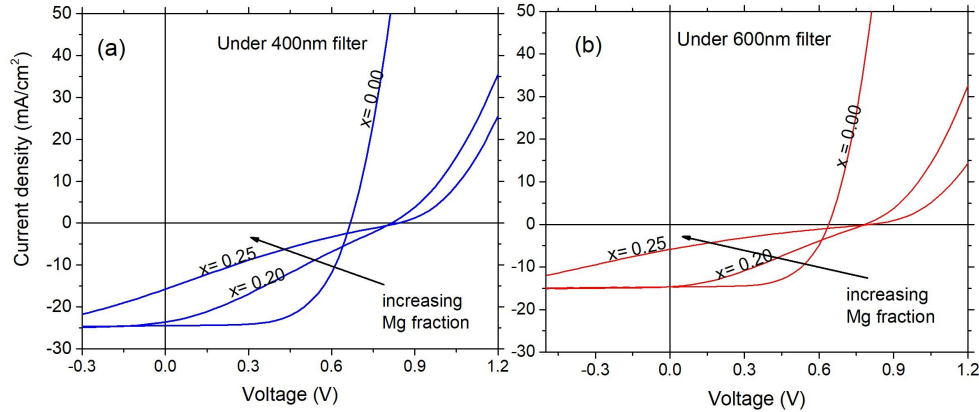 Current density (mA/cm²)
50
40
30
20
10
0
-10
-20
-30
(a)
Under 400nm filter
x= 0.00
x= 0.25
x= 0.20
increasing
Mg fraction
-0.3
0.0
0.3
0.6
0.9
1.2
Voltage (V)
50
40
30
20
10
0
-10
-20
-30
(b)
Under 600nm filter
x = 0.00
x= 0.25
x= 0.20
increasing
Mg fraction
-0.3
0.0
0.3
0.6
0.9
1.2
Voltage (V)